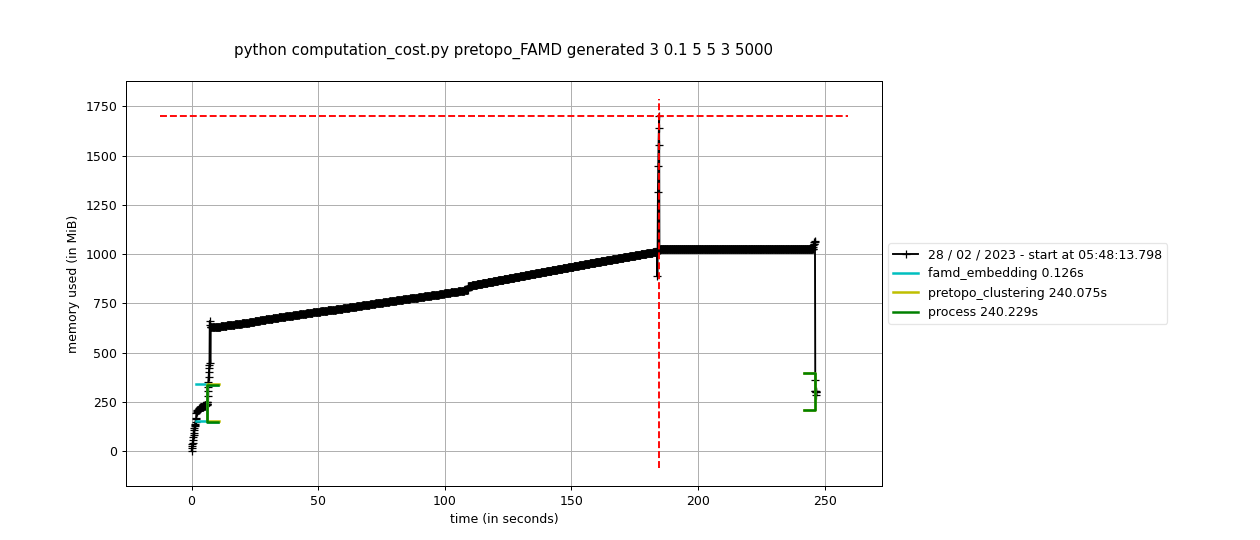 python computation_cost.py pretopo_FAMD generated 3 0.1 5 5 3 5000
1750
1500
1250
1000
750
500
250
0
memory used (in MiB)
0 50 100 150 200 250
time (in seconds)
28 / 02 / 2023 - start at 05:48:13.798
famd_embedding 0.126s
pretopo_clustering 240.075s
process 240.229s